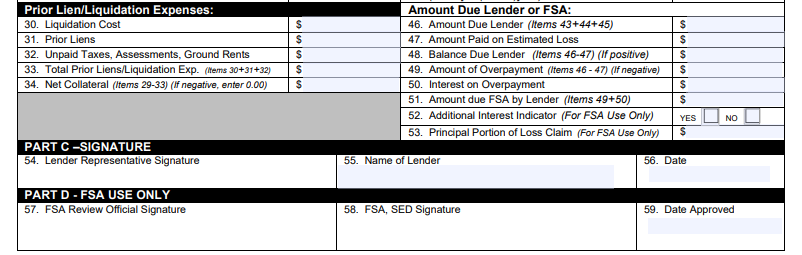 Prior Lien/Liquidation Expenses:
30. Liquidation Cost $
31. Prior Liens $
32. Unpaid Taxes, Assessments, Ground Rents $
33. Total Prior Liens/Liquidation Exp. (Items 30+31+32) $
34. Net Collateral (Items 29-33) (If negative, enter 0.00) $
Amount Due Lender or FSA:
46. Amount Due Lender (Items 43+44+45) $
47. Amount Paid on Estimated Loss $
48. Balance Due Lender (Items 46-47) (If positive) $
49. Amount of Overpayment (Items 46 - 47) (If negative) $
50. Interest on Overpayment $
51. Amount due FSA by Lender (Items 49+50) $
52. Additional Interest Indicator (For FSA Use Only) YES NO
53. Principal Portion of Loss Claim (For FSA Use Only) $
PART C –SIGNATURE
54. Lender Representative Signature
55. Name of Lender
56. Date
PART D - FSA USE ONLY
57. FSA Review Official Signature
58. FSA, SED Signature
59. Date Approved